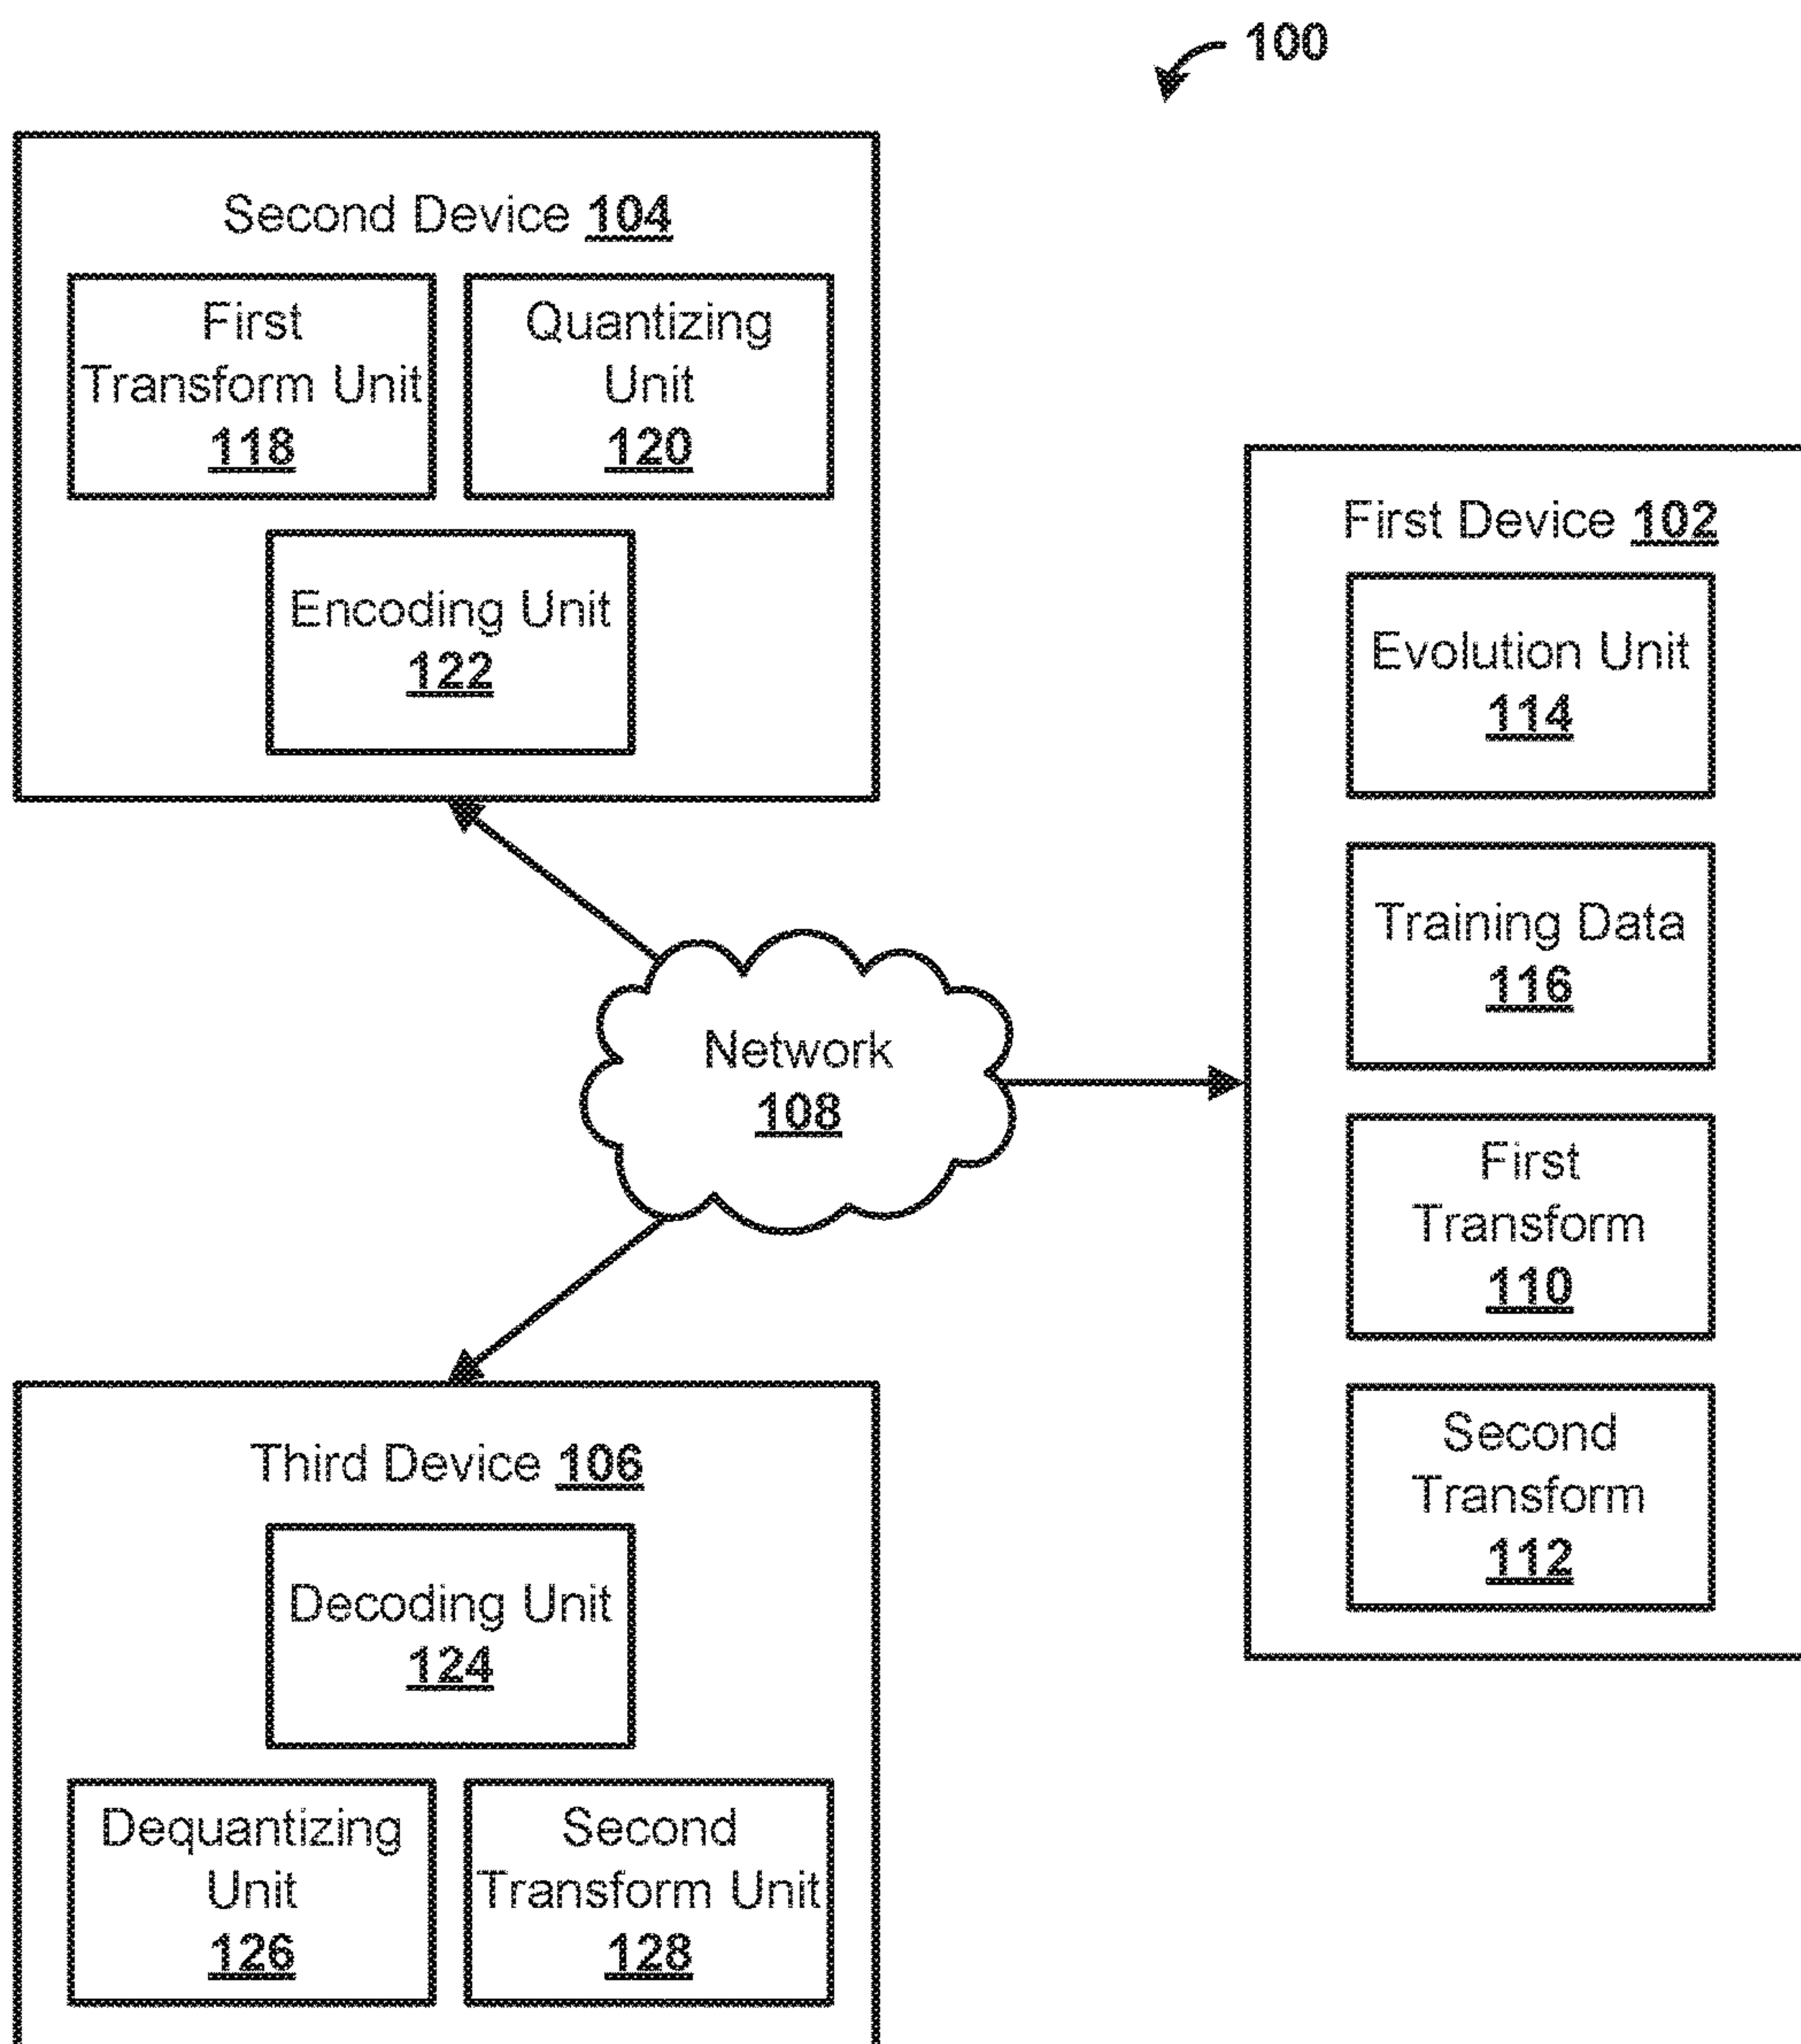 100
Second Device 104
First
Transform Unit
118
Quantizing
Unit
120
Encoding Unit
122
First Device 102
Evolution Unit
114
Training Data
116
First
Transform
110
Second
Transform
112
Network
108
Third Device 106
Decoding Unit
124
Dequantizing
Unit
126
Second
Transform Unit
128